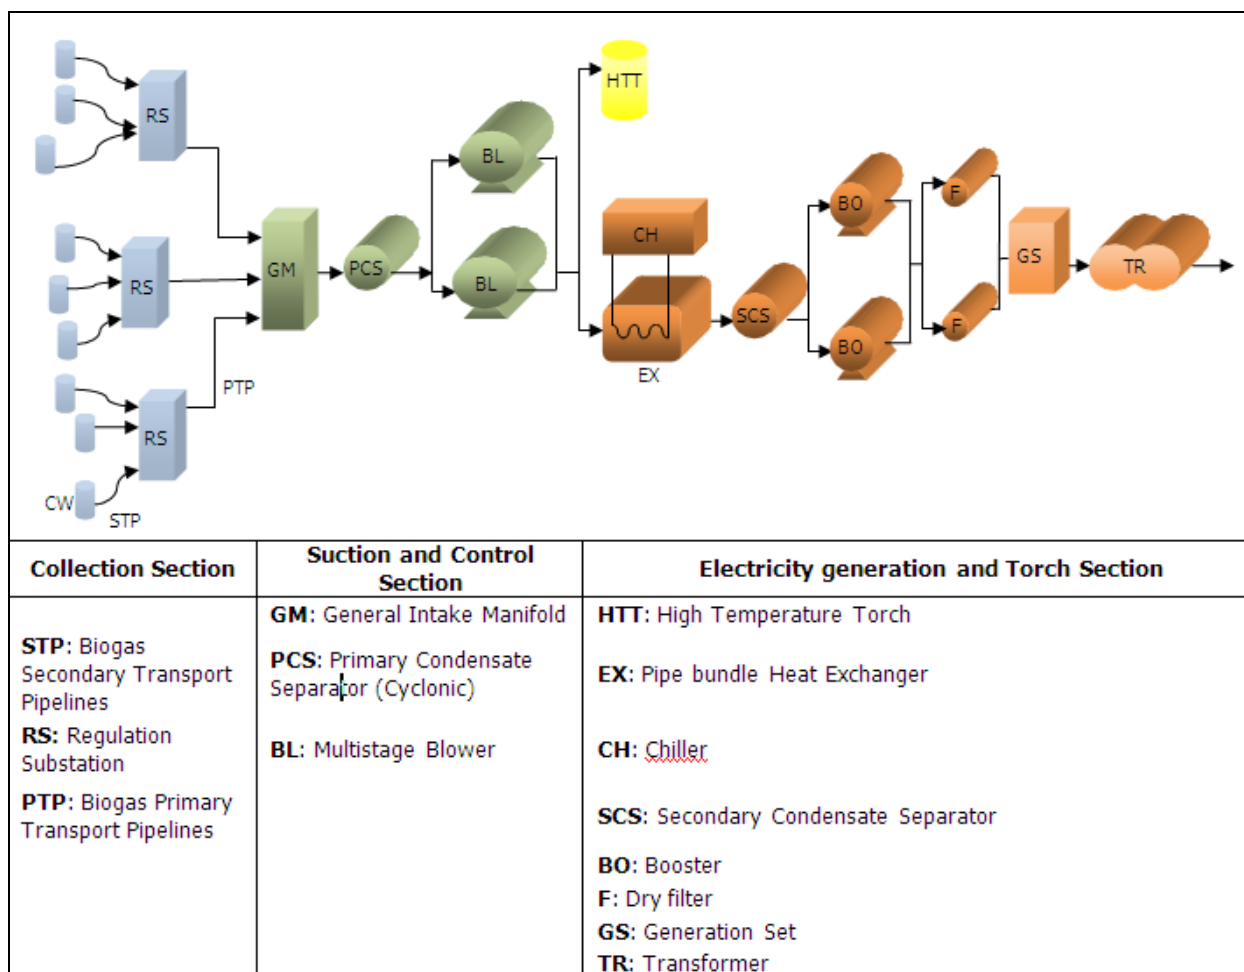 HTT
RS
BL
GM
PCS
CH
BO
F
GS
TR
RS
BL
SCS
BO
F
EX
PTP
RS
CW
STP
Collection Section
Suction and Control
Section
Electricity generation and Torch Section
STP: Biogas
Secondary Transport
Pipelines
RS: Regulation
Substation
PTP: Biogas Primary
Transport Pipelines
GM: General Intake Manifold
PCS: Primary Condensate
Separator (Cyclonic)
BL: Multistage Blower
HTT: High Temperature Torch
EX: Pipe bundle Heat Exchanger
CH: Chiller
SCS: Secondary Condensate Separator
BO: Booster
F: Dry filter
GS: Generation Set
TR: Transformer